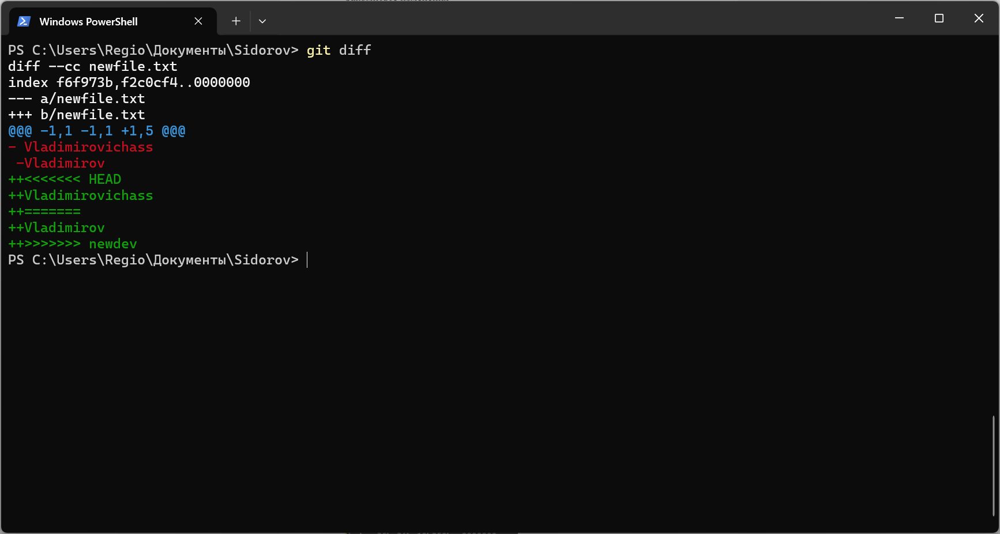 Windows PowerShell
PS C:\Users\Regio\Документы\Sidorov> git diff
diff --cc newfile.txt
index f6f973b,f2c0cf4..0000000
--- a/newfile.txt
+++ b/newfile.txt
@@@ -1,1 -1,1 +1,5 @@@
- Vladimirovichass
 -Vladimirov
++<<<<<<< HEAD
++Vladimirovichass
++=======
++Vladimirov
++>>>>>>> newdev
PS C:\Users\Regio\Документы\Sidorov>